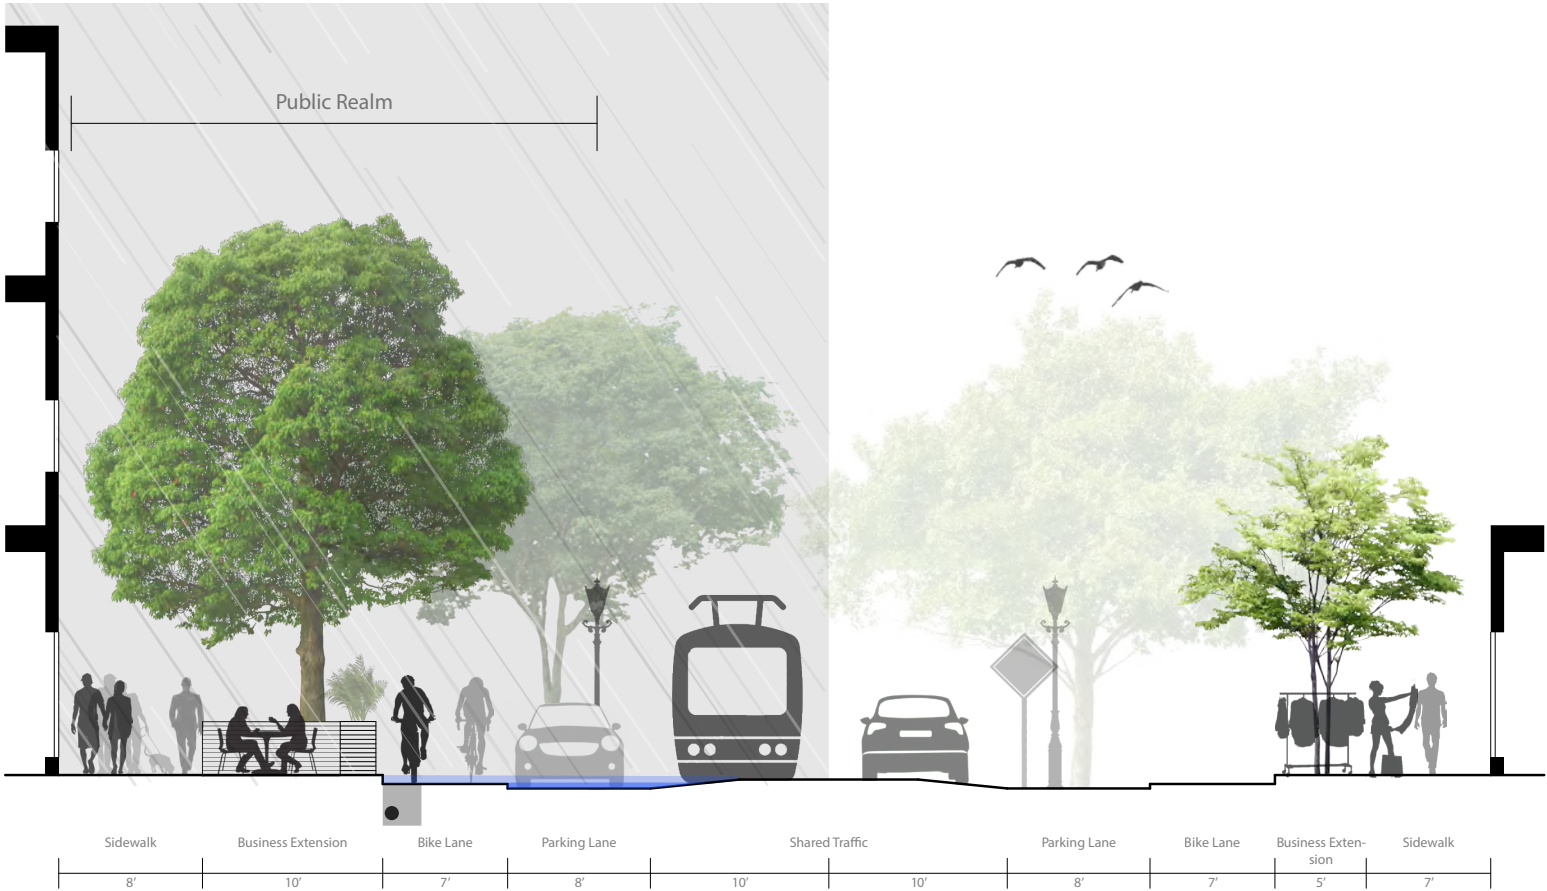 Public Realm
Sidewalk
Business Extension
Bike Lane
Parking Lane
Shared Traffic
Parking Lane
Bike Lane
Business Exten-
sion
Sidewalk
8’
10’
7’
8’
10’
10’
8’
7’
5’
7’